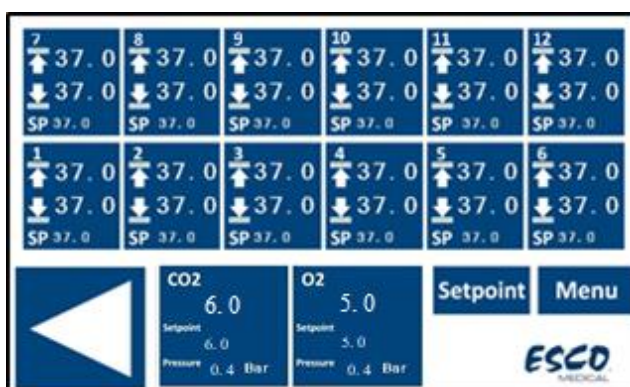 7 8 9 10 11 12
37.0 37.0 37.0 37.0 37.0 37.0
37.0 37.0 37.0 37.0 37.0 37.0
SP 37.0 SP 37.0 SP 37.0 SP 37.0 SP 37.0 SP 37.0
1 2 3 4 5 6
37.0 37.0 37.0 37.0 37.0 37.0
37.0 37.0 37.0 37.0 37.0 37.0
SP 37.0 SP 37.0 SP 37.0 SP 37.0 SP 37.0 SP 37.0
CO2
6.0
Setpoint
6.0
Pressure 0.4 Bar
O2
5.0
Setpoint
5.0
Pressure 0.4 Bar
Setpoint
Menu
ESCO
MEDICAL